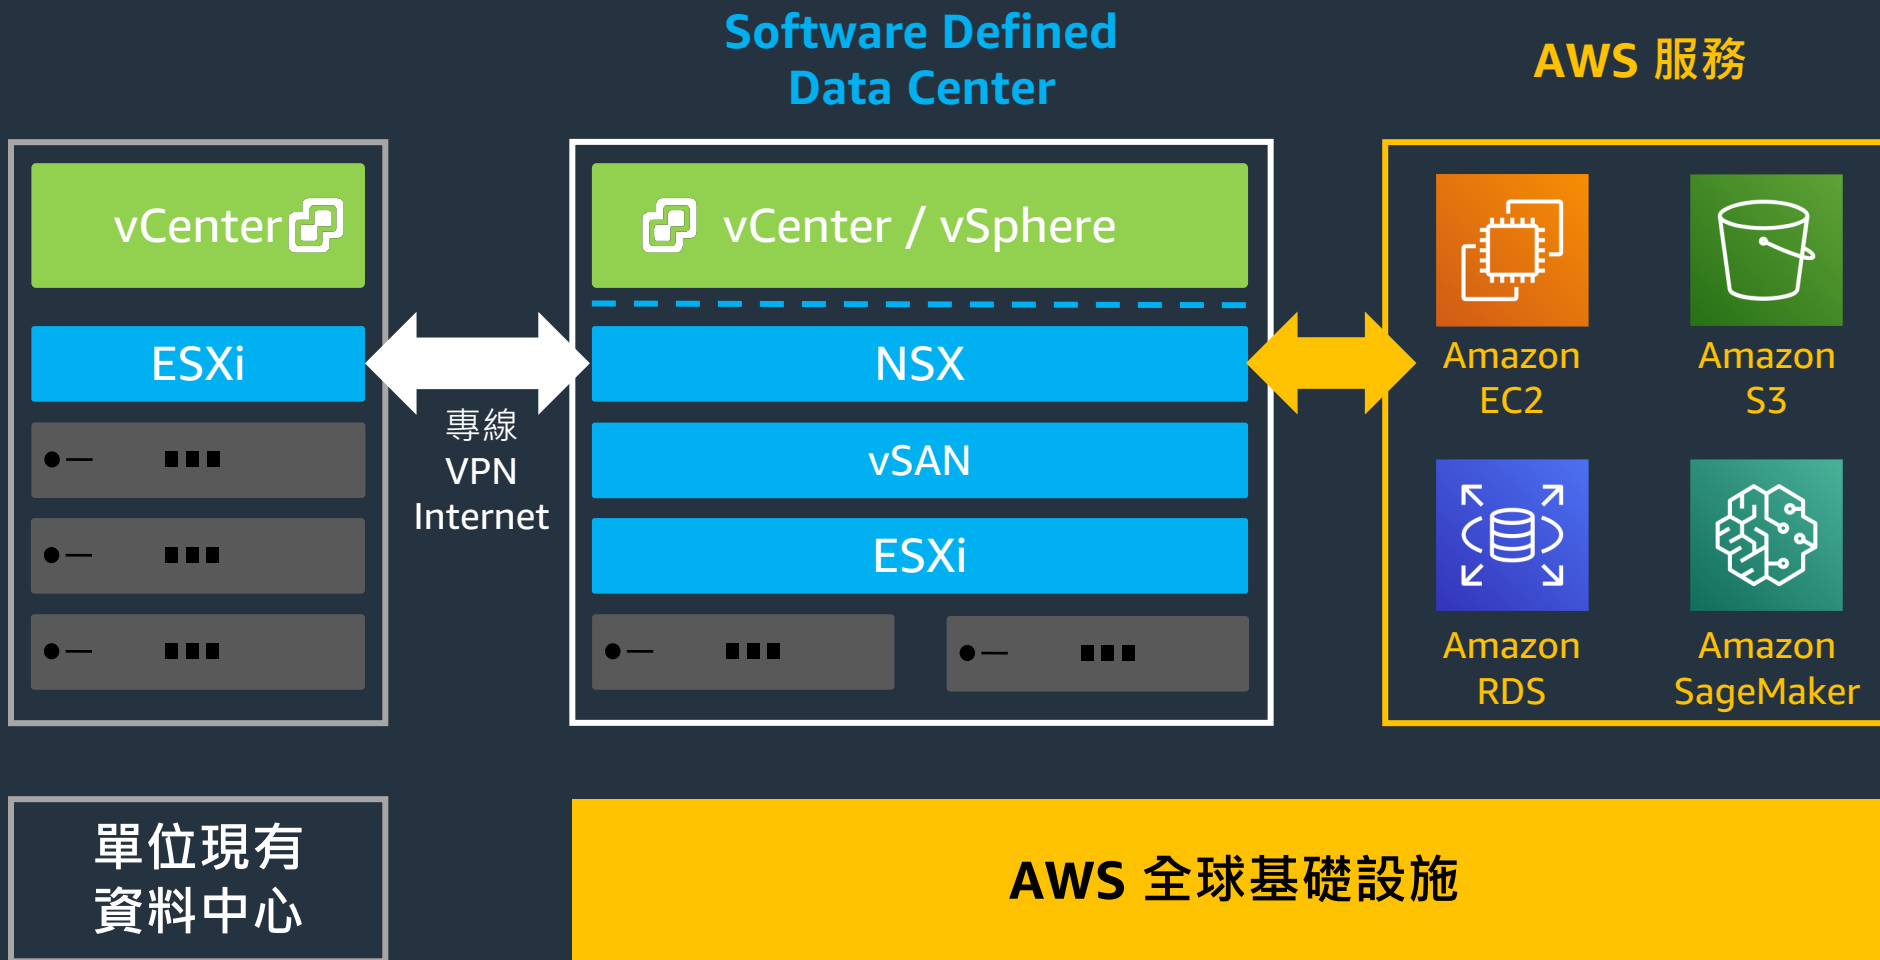 Software Defined
Data Center
AWS 服務
vCenter
ESXi
專線
VPN
Internet
vCenter / vSphere
NSX
vSAN
ESXi
Amazon
EC2
Amazon
S3
Amazon
RDS
Amazon
SageMaker
單位現有
資料中心
AWS 全球基礎設施